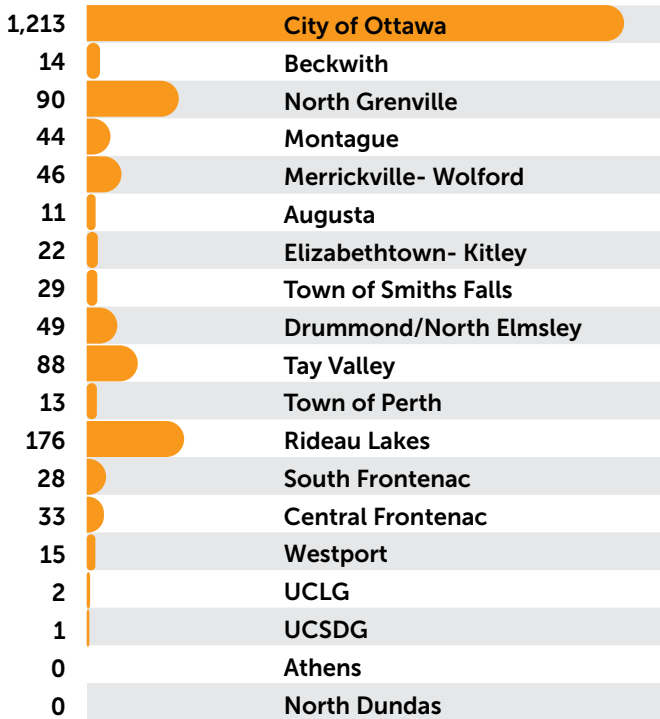 1,213 City of Ottawa
14 Beckwith
90 North Grenville
44 Montague
46 Merrickville- Wolford
11 Augusta
22 Elizabethtown- Kitley
29 Town of Smiths Falls
49 Drummond/North Elmsley
88 Tay Valley
13 Town of Perth
176 Rideau Lakes
28 South Frontenac
33 Central Frontenac
15 Westport
2 UCLG
1 UCSDG
0 Athens
0 North Dundas